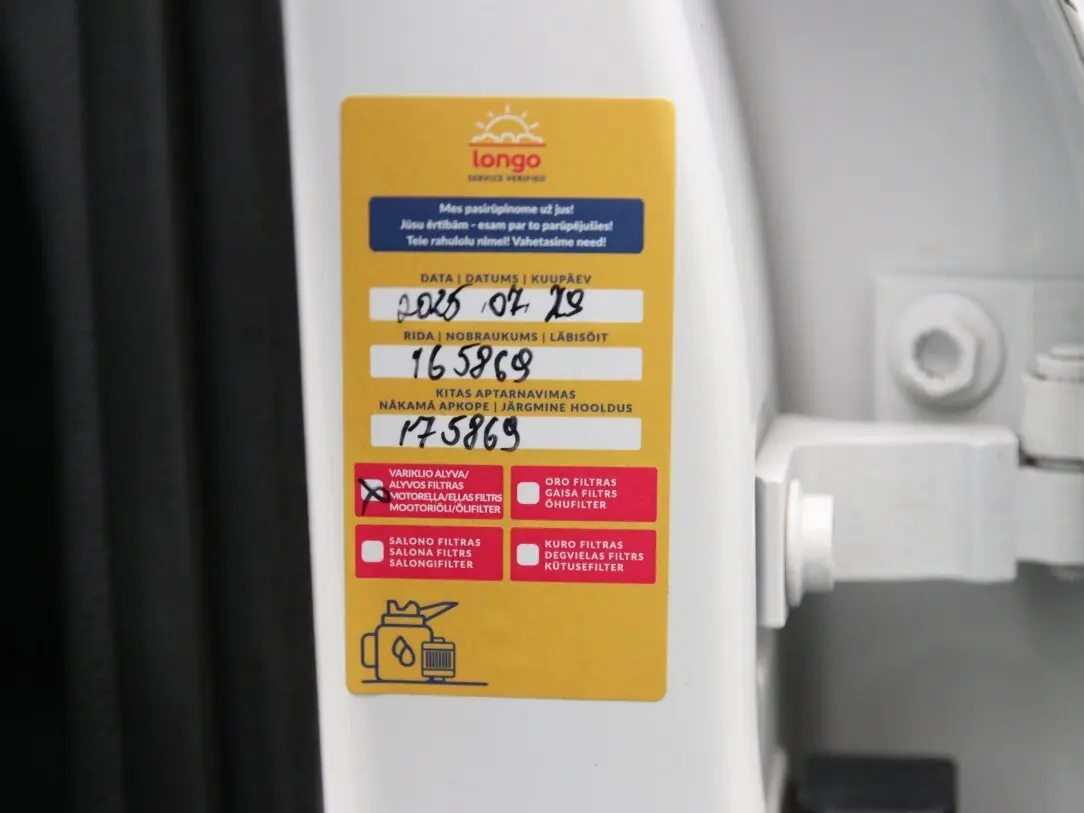 longo
SERVICE VERIFIED
Mes pasirūpinome už jus!
Jūsu ērtībām - esam par to parūpējušies!
Teie rahulolu nimel! Vahetasime need!
DATA | DATUMS | KUUPÄEV
2025.07.29
RIDA | NOBRAUKUMS | LÄBISÕIT
165869
KITAS APTARNAVIMAS
NĀKAMĀ APKOPE | JÄRGMINE HOOLDUS
175869
VARIKLIO ALYVA/
ALYVOS FILTRAS
MOTOREĻĻA/EĻĻAS FILTRS
MOOTORIÕLI/ÕLIFILTER
ORO FILTRAS
GAISA FILTRS
ÕHUFILTER
SALONO FILTRAS
SALONA FILTRS
SALONGIFILTER
KURO FILTRAS
DEGVIELAS FILTRS
KÜTUSEFILTER